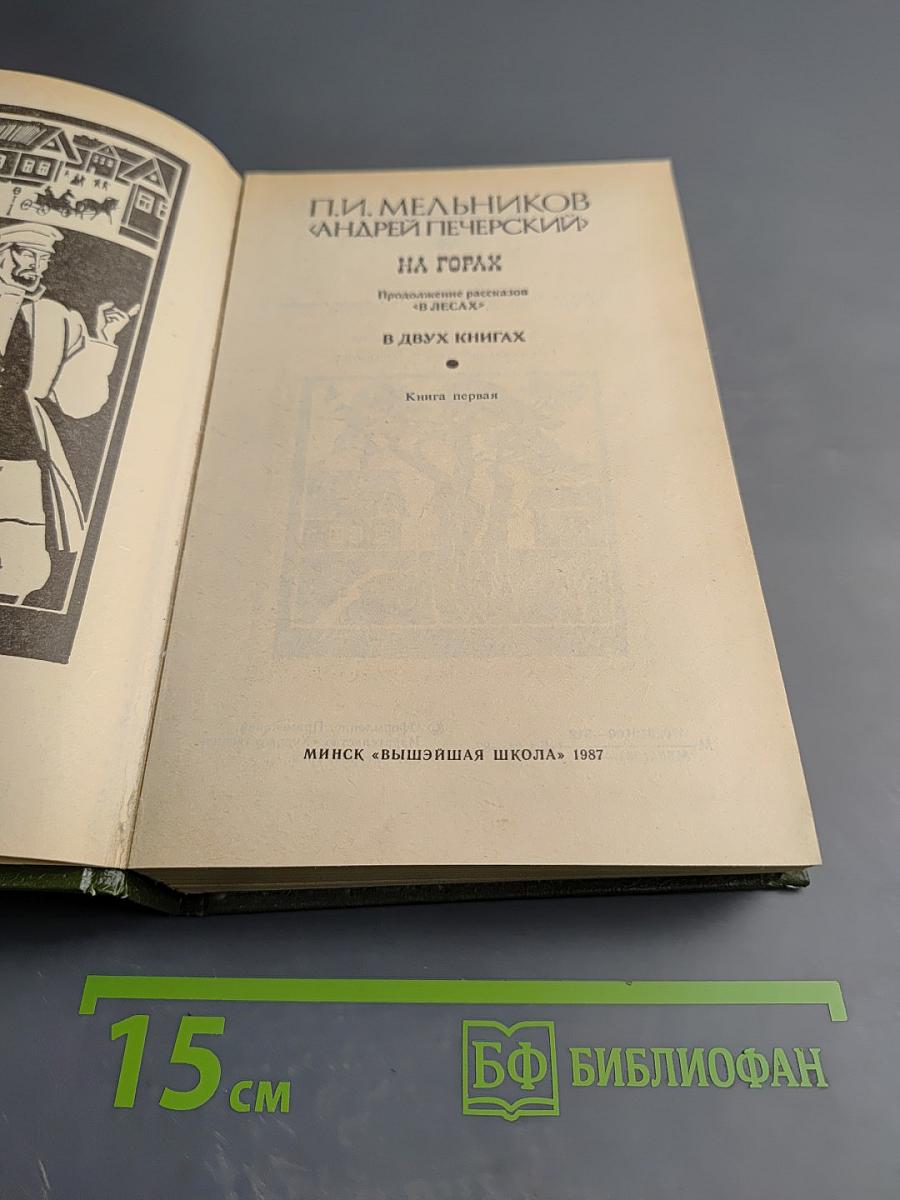 П.И. МЕЛЬНИКОВ
‹АНДРЕЙ ПЕЧЕРСКИЙ›
НА ГОРАХ
Продолжение рассказов
«В ЛЕСАХ»
В ДВУХ КНИГАХ
Книга первая
МИНСК «ВЫШЭЙШАЯ ШКОЛА» 1987
15 см
БФ БИБЛИОФАН